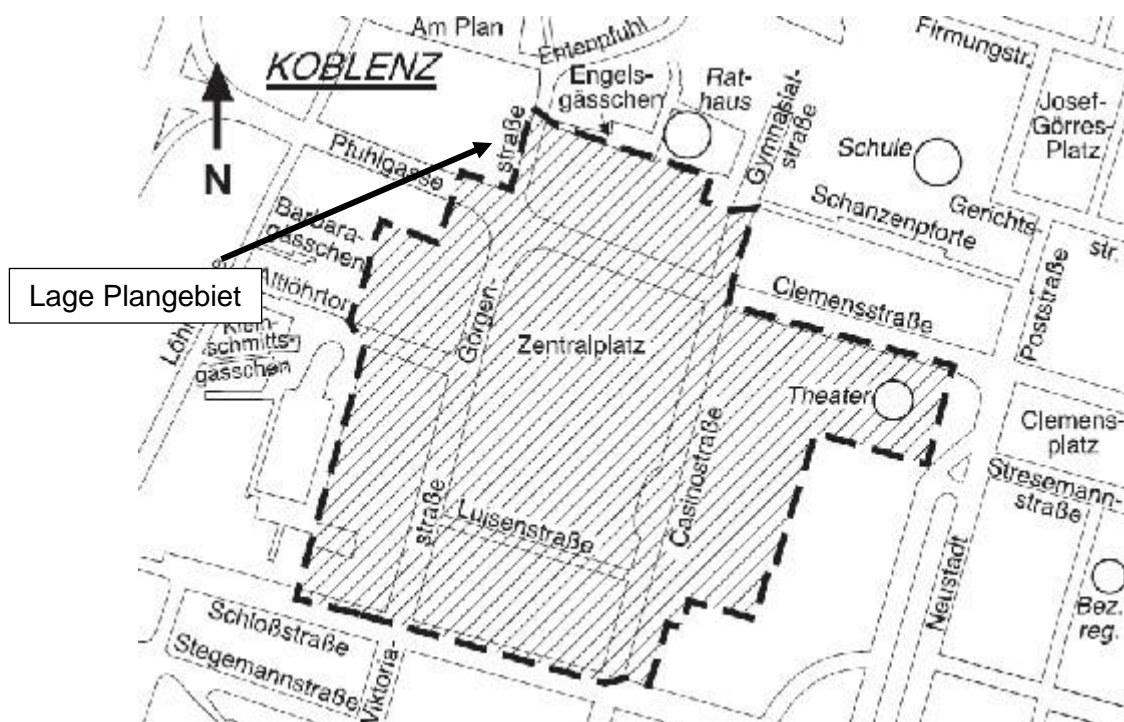 Am Plan
Entenpfuhl
Firmungstr.
KOBLENZ
Engels-
gässchen
Rat-
haus
Gymnasial-
straße
Josef-
Görres-
Platz
straße
Schule
N
Pfuhlgasse
Schanzenpforte
Gerichts-
str.
Barbara-
gässchen
Lage Plangebiet
Altlöhrtor
Clemensstraße
Poststraße
Löhr
Klein-
schmitts-
gässchen
Görgen-
straße
Zentralplatz
Theater
Clemens-
platz
Casinostraße
Stresemann-
straße
Luisenstraße
Neustadt
Bez.
reg.
Schloßstraße
Stegemannstraße
Viktoria-